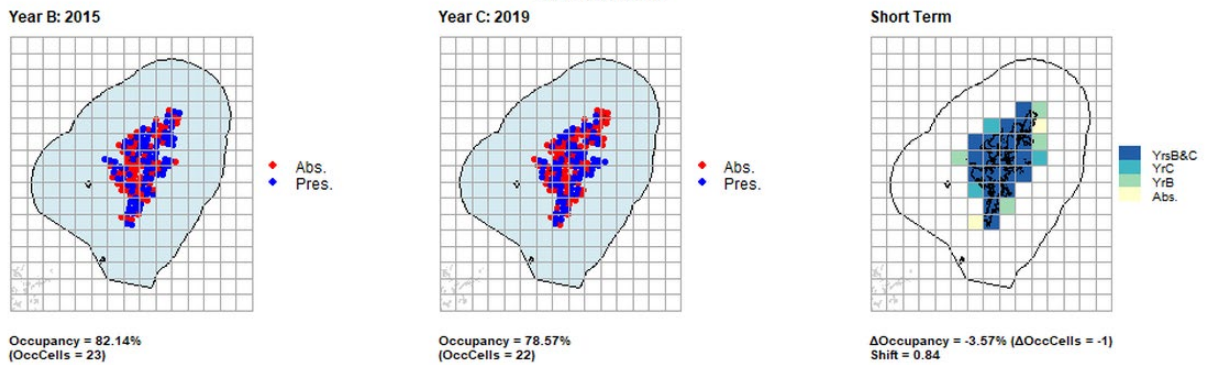 Year B: 2015
Abs.
Pres.
Occupancy = 82.14%
(OccCells = 23)
Year C: 2019
Abs.
Pres.
Occupancy = 78.57%
(OccCells = 22)
Short Term
YrsB&C
YrC
YrB
Abs.
ΔOccupancy = -3.57% (ΔOccCells = -1)
Shift = 0.84